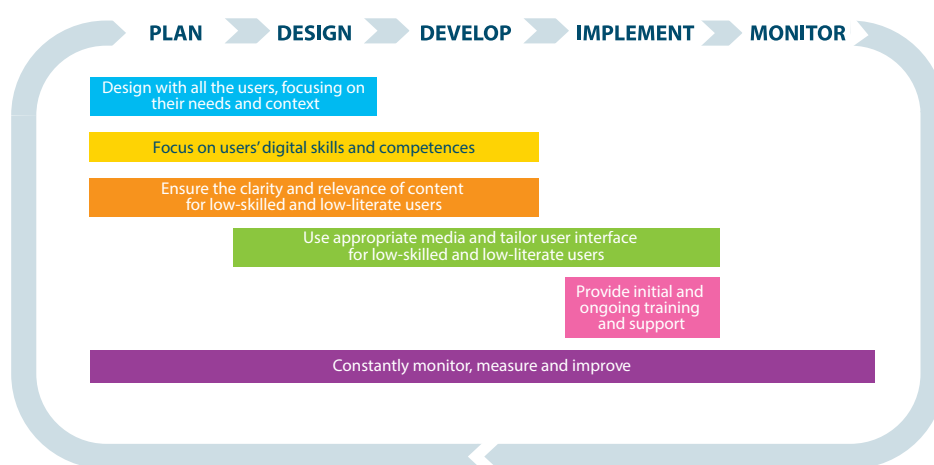 PLAN DESIGN DEVELOP IMPLEMENT MONITOR
Design with all the users, focusing on
their needs and context
Focus on users' digital skills and competences
Ensure the clarity and relevance of content
for low-skilled and low-literate users
Use appropriate media and tailor user interface
for low-skilled and low-literate users
Provide initial and
ongoing training
and support
Constantly monitor, measure and improve